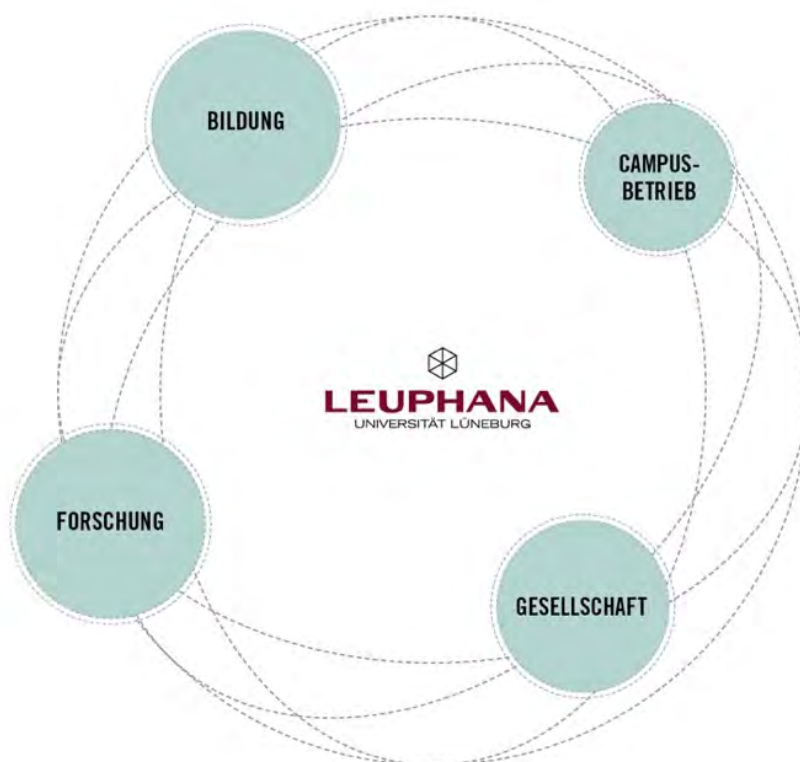 BILDUNG
CAMPUS-
BETRIEB
LEUPHANA
UNIVERSITÄT LÜNEBURG
FORSCHUNG
GESELLSCHAFT